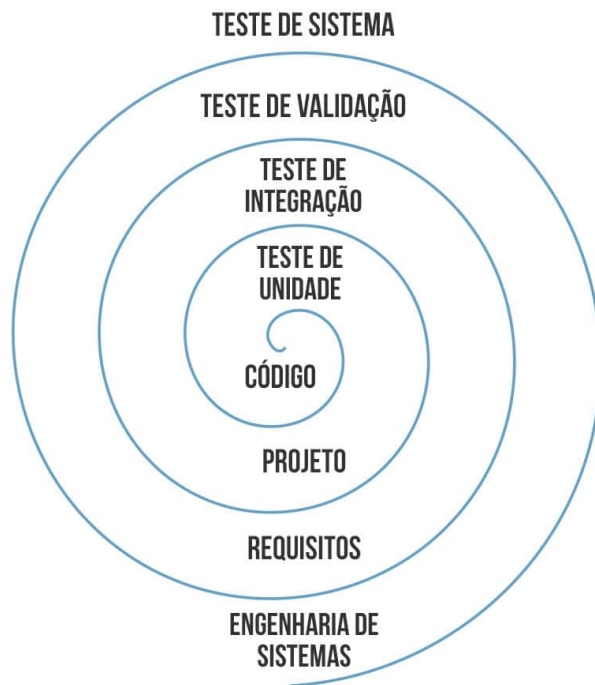 TESTE DE SISTEMA
TESTE DE VALIDAÇÃO
TESTE DE
INTEGRAÇÃO
TESTE DE
UNIDADE
CÓDIGO
PROJETO
REQUISITOS
ENGENHARIA DE
SISTEMAS